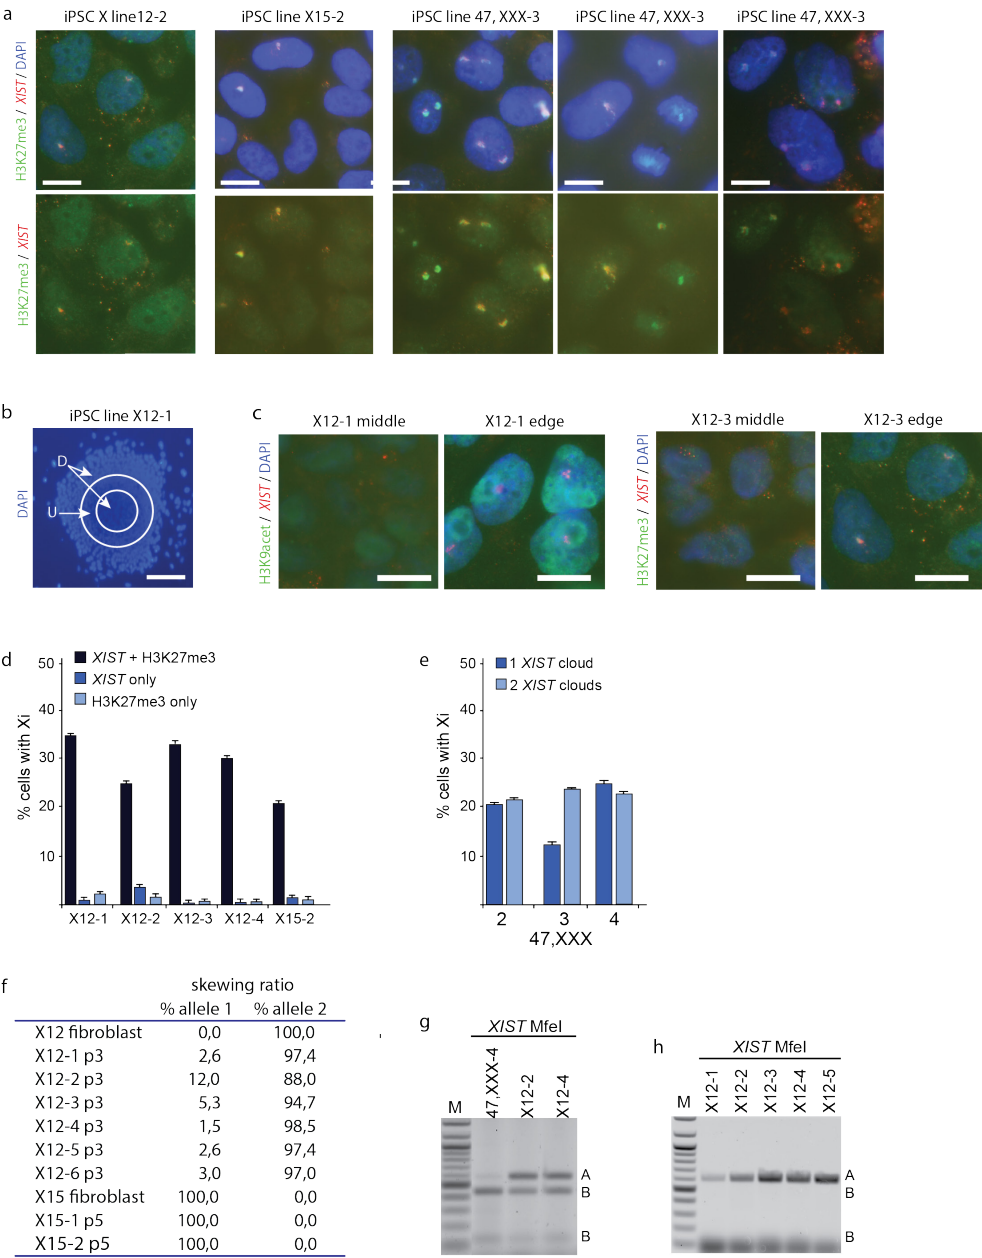 a
iPSC X line12-2
iPSC line X15-2
iPSC line 47, XXX-3
iPSC line 47, XXX-3
iPSC line 47, XXX-3
H3K27me3 / XIST / DAPI
H3K27me3 / XIST
b
iPSC line X12-1
DAPI
D
U
c
X12-1 middle
X12-1 edge
X12-3 middle
X12-3 edge
H3K9acet / XIST / DAPI
H3K27me3 / XIST / DAPI
d
XIST + H3K27me3
XIST only
H3K27me3 only
% cells with Xi
50
40
30
20
10
X12-1 X12-2 X12-3 X12-4 X15-2
e
1 XIST cloud
2 XIST clouds
% cells with Xi
50
40
30
20
10
2 3 4
47,XXX
f
skewing ratio
% allele 1 % allele 2
X12 fibroblast 0,0 100,0
X12-1 p3 2,6 97,4
X12-2 p3 12,0 88,0
X12-3 p3 5,3 94,7
X12-4 p3 1,5 98,5
X12-5 p3 2,6 97,4
X12-6 p3 3,0 97,0
X15 fibroblast 100,0 0,0
X15-1 p5 100,0 0,0
X15-2 p5 100,0 0,0
g
XIST MfeI
M 47,XXX-4 X12-2 X12-4
A
B
B
h
XIST MfeI
M X12-1 X12-2 X12-3 X12-4 X12-5
A
B
B